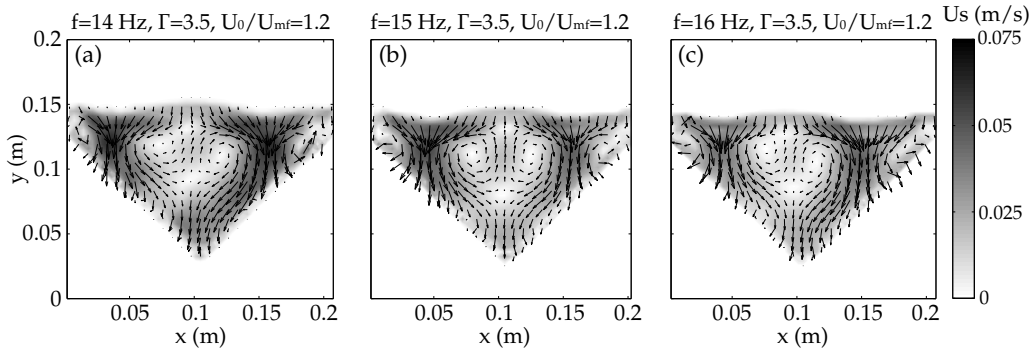 f=14 Hz, Γ=3.5, U₀/Uₘf=1.2
f=15 Hz, Γ=3.5, U₀/Uₘf=1.2
f=16 Hz, Γ=3.5, U₀/Uₘf=1.2
Us (m/s)
(a)
(b)
(c)
0.2
0.15
0.1
0.05
0
y (m)
0.075
0.025
0
0.05 0.1 0.15 0.2
0.05 0.1 0.15 0.2
0.05 0.1 0.15 0.2
x (m)
x (m)
x (m)